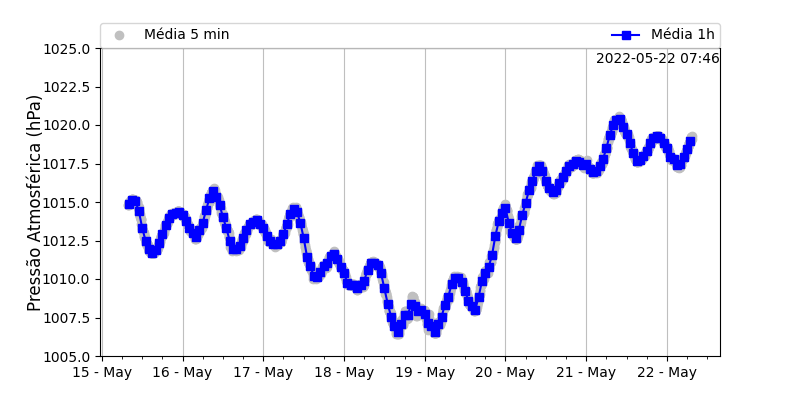 Média 5 min
Média 1h
2022-05-22 07:46
Pressão Atmosférica (hPa)
1025.0
1022.5
1020.0
1017.5
1015.0
1012.5
1010.0
1007.5
1005.0
15 - May
16 - May
17 - May
18 - May
19 - May
20 - May
21 - May
22 - May